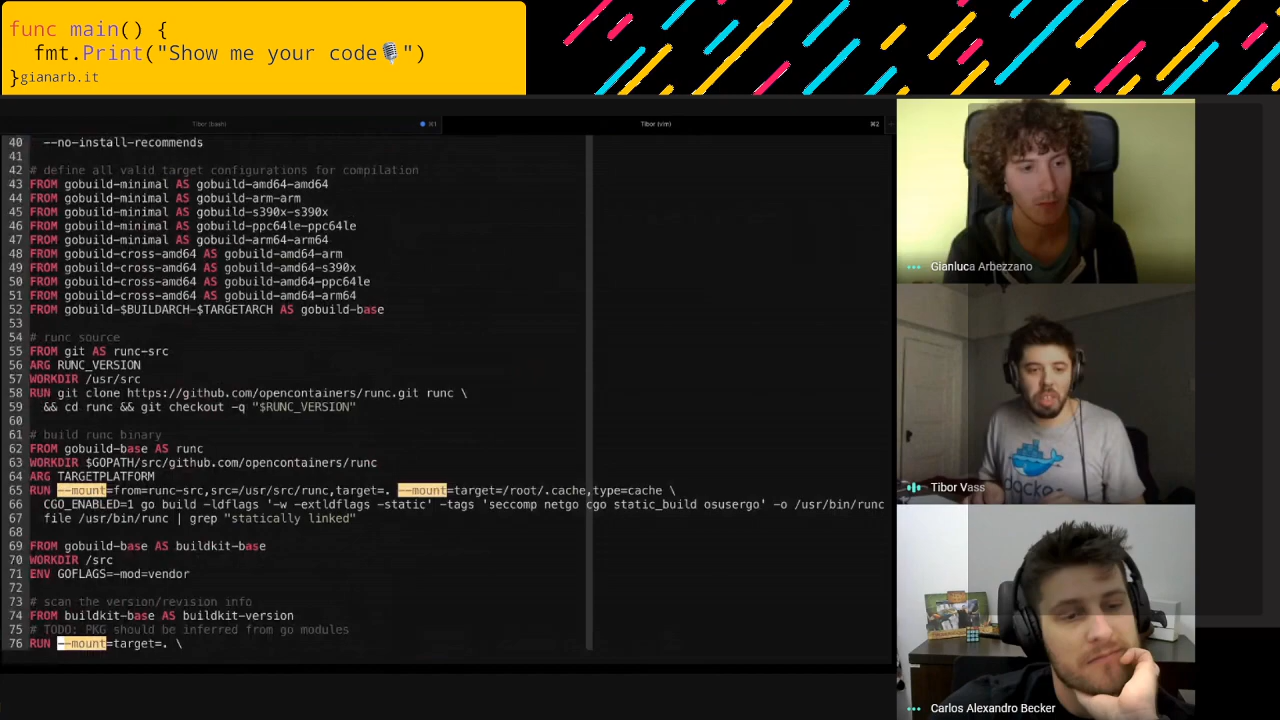 func main() {
fmt.Print("Show me your code🎙️")
}gianarb.it
Tibor (bash)
⌘1
Tibor (vim)
⌘2
40 --no-install-recommends
41
42 # define all valid target configurations for compilation
43 FROM gobuild-minimal AS gobuild-amd64-amd64
44 FROM gobuild-minimal AS gobuild-arm-arm
45 FROM gobuild-minimal AS gobuild-s390x-s390x
46 FROM gobuild-minimal AS gobuild-ppc64le-ppc64le
47 FROM gobuild-minimal AS gobuild-arm64-arm64
48 FROM gobuild-cross-amd64 AS gobuild-amd64-arm
49 FROM gobuild-cross-amd64 AS gobuild-amd64-s390x
50 FROM gobuild-cross-amd64 AS gobuild-amd64-ppc64le
51 FROM gobuild-cross-amd64 AS gobuild-amd64-arm64
52 FROM gobuild-$BUILDARCH-$TARGETARCH AS gobuild-base
53
54 # runc source
55 FROM git AS runc-src
56 ARG RUNC_VERSION
57 WORKDIR /usr/src
58 RUN git clone https://github.com/opencontainers/runc.git runc \
59 && cd runc && git checkout -q "$RUNC_VERSION"
60
61 # build runc binary
62 FROM gobuild-base AS runc
63 WORKDIR $GOPATH/src/github.com/opencontainers/runc
64 ARG TARGETPLATFORM
65 RUN --mount=from=runc-src,src=/usr/src/runc,target=. --mount=target=/root/.cache,type=cache \
66 CGO_ENABLED=1 go build -ldflags '-w -extldflags -static' -tags 'seccomp netgo cgo static_build osusergo' -o /usr/bin/runc
67 file /usr/bin/runc | grep "statically linked"
68
69 FROM gobuild-base AS buildkit-base
70 WORKDIR /src
71 ENV GOFLAGS=-mod=vendor
72
73 # scan the version/revision info
74 FROM buildkit-base AS buildkit-version
75 # TODO: PKG should be inferred from go modules
76 RUN --mount=target=. \
Gianluca Arbezzano
Tibor Vass
Carlos Alexandro Becker